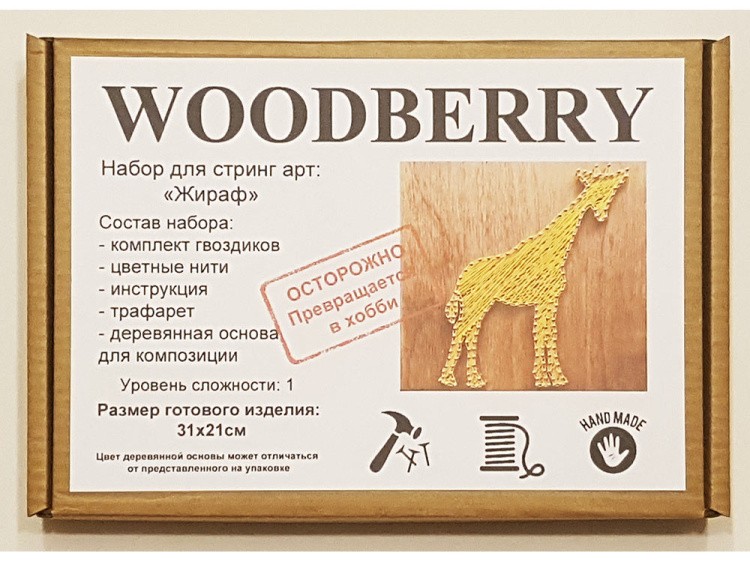 WOODBERRY
Набор для стринг арт:
«Жираф»
Состав набора:
- комплект гвоздиков
- цветные нити
- инструкция
- трафарет
- деревянная основа
для композиции
Уровень сложности: 1
Размер готового изделия:
31х21см
Цвет деревянной основы может отличаться
от представленного на упаковке
ОСТОРОЖНО
Превращается
в хобби
HAND MADE